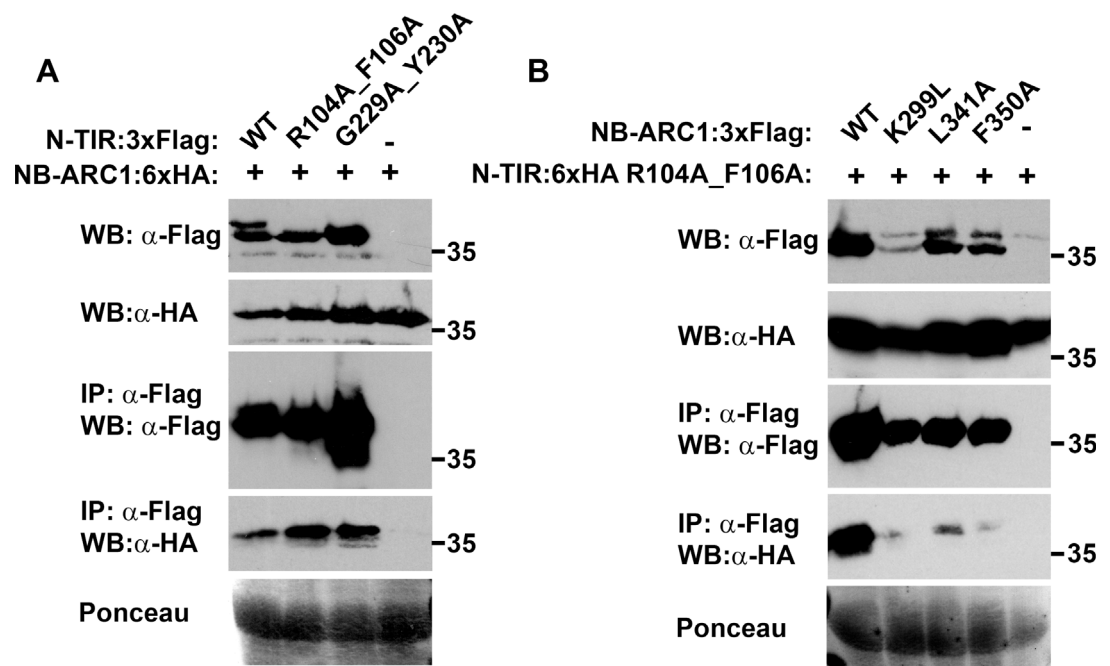 A
N-TIR:3xFlag: WT R104A_F106A G229A_Y230A -
NB-ARC1:6xHA: + + + +
WB: α-Flag 35
WB:α-HA 35
IP: α-Flag
WB: α-Flag 35
IP: α-Flag
WB:α-HA 35
Ponceau
B
NB-ARC1:3xFlag: WT K299L L341A F350A -
N-TIR:6xHA R104A_F106A: + + + + +
WB: α-Flag 35
WB:α-HA 35
IP: α-Flag
WB: α-Flag 35
IP: α-Flag
WB:α-HA 35
Ponceau